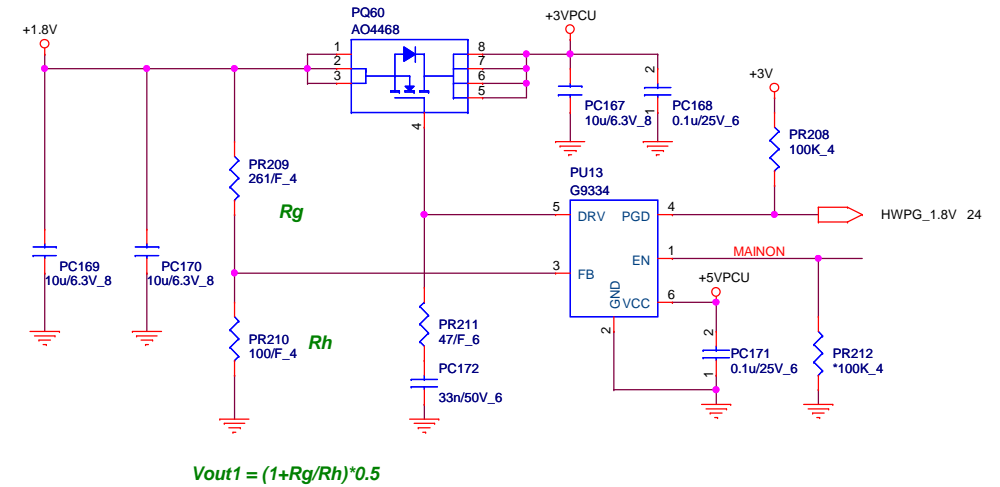 PQ60
AO4468
+1.8V
+3VPCU
1
2
3
8
7
6
5
4
PC167
10u/6.3V_8
2
1
PC168
0.1u/25V_6
+3V
PR208
100K_4
PR209
261/F_4
Rg
PU13
G9334
5
DRV
PGD
4
HWPG_1.8V 24
3
FB
EN
1
MAINON
GND
VCC
6
2
+5VPCU
PC169
10u/6.3V_8
PC170
10u/6.3V_8
PR210
100/F_4
Rh
PR211
47/F_6
PC172
33n/50V_6
2
1
PC171
0.1u/25V_6
PR212
*100K_4
Vout1 = (1+Rg/Rh)*0.5